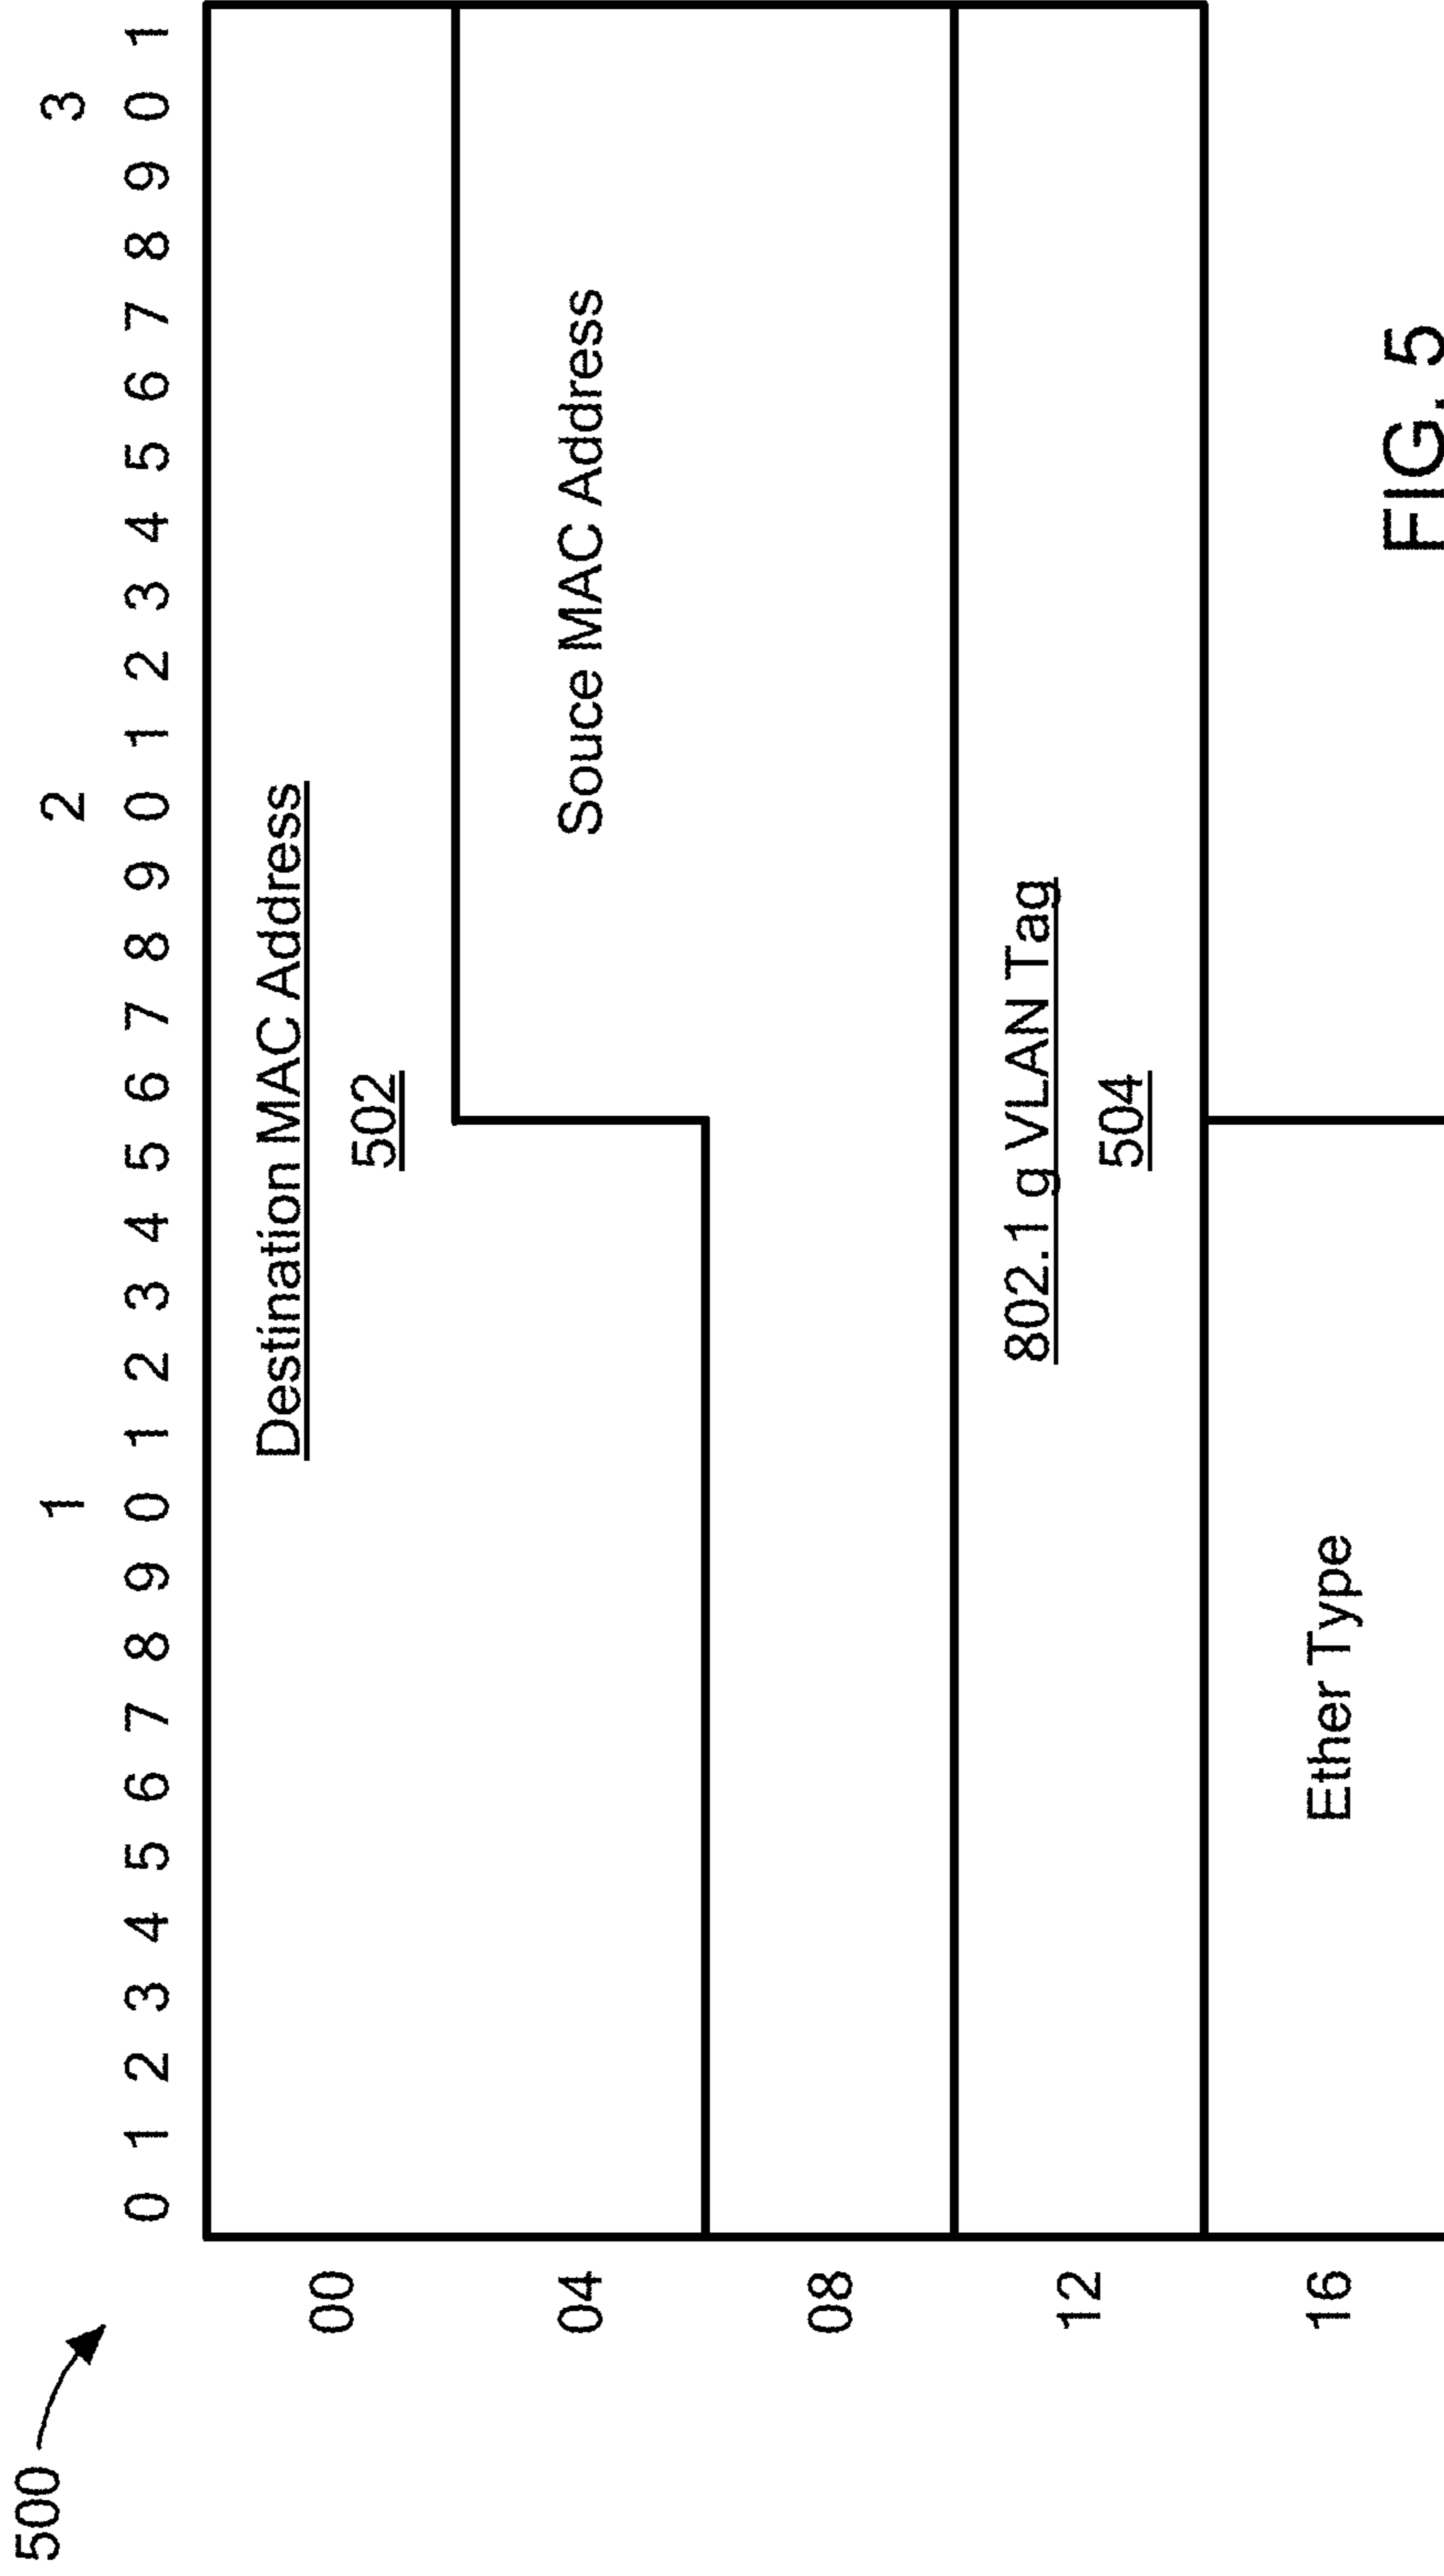 500
1 2 3
0 1 2 3 4 5 6 7 8 9 0 1 2 3 4 5 6 7 8 9 0 1 2 3 4 5 6 7 8 9 0 1
00
Destination MAC Address
502
04
Souce MAC Address
08
12
802.1 g VLAN Tag
504
16
Ether Type
FIG. 5